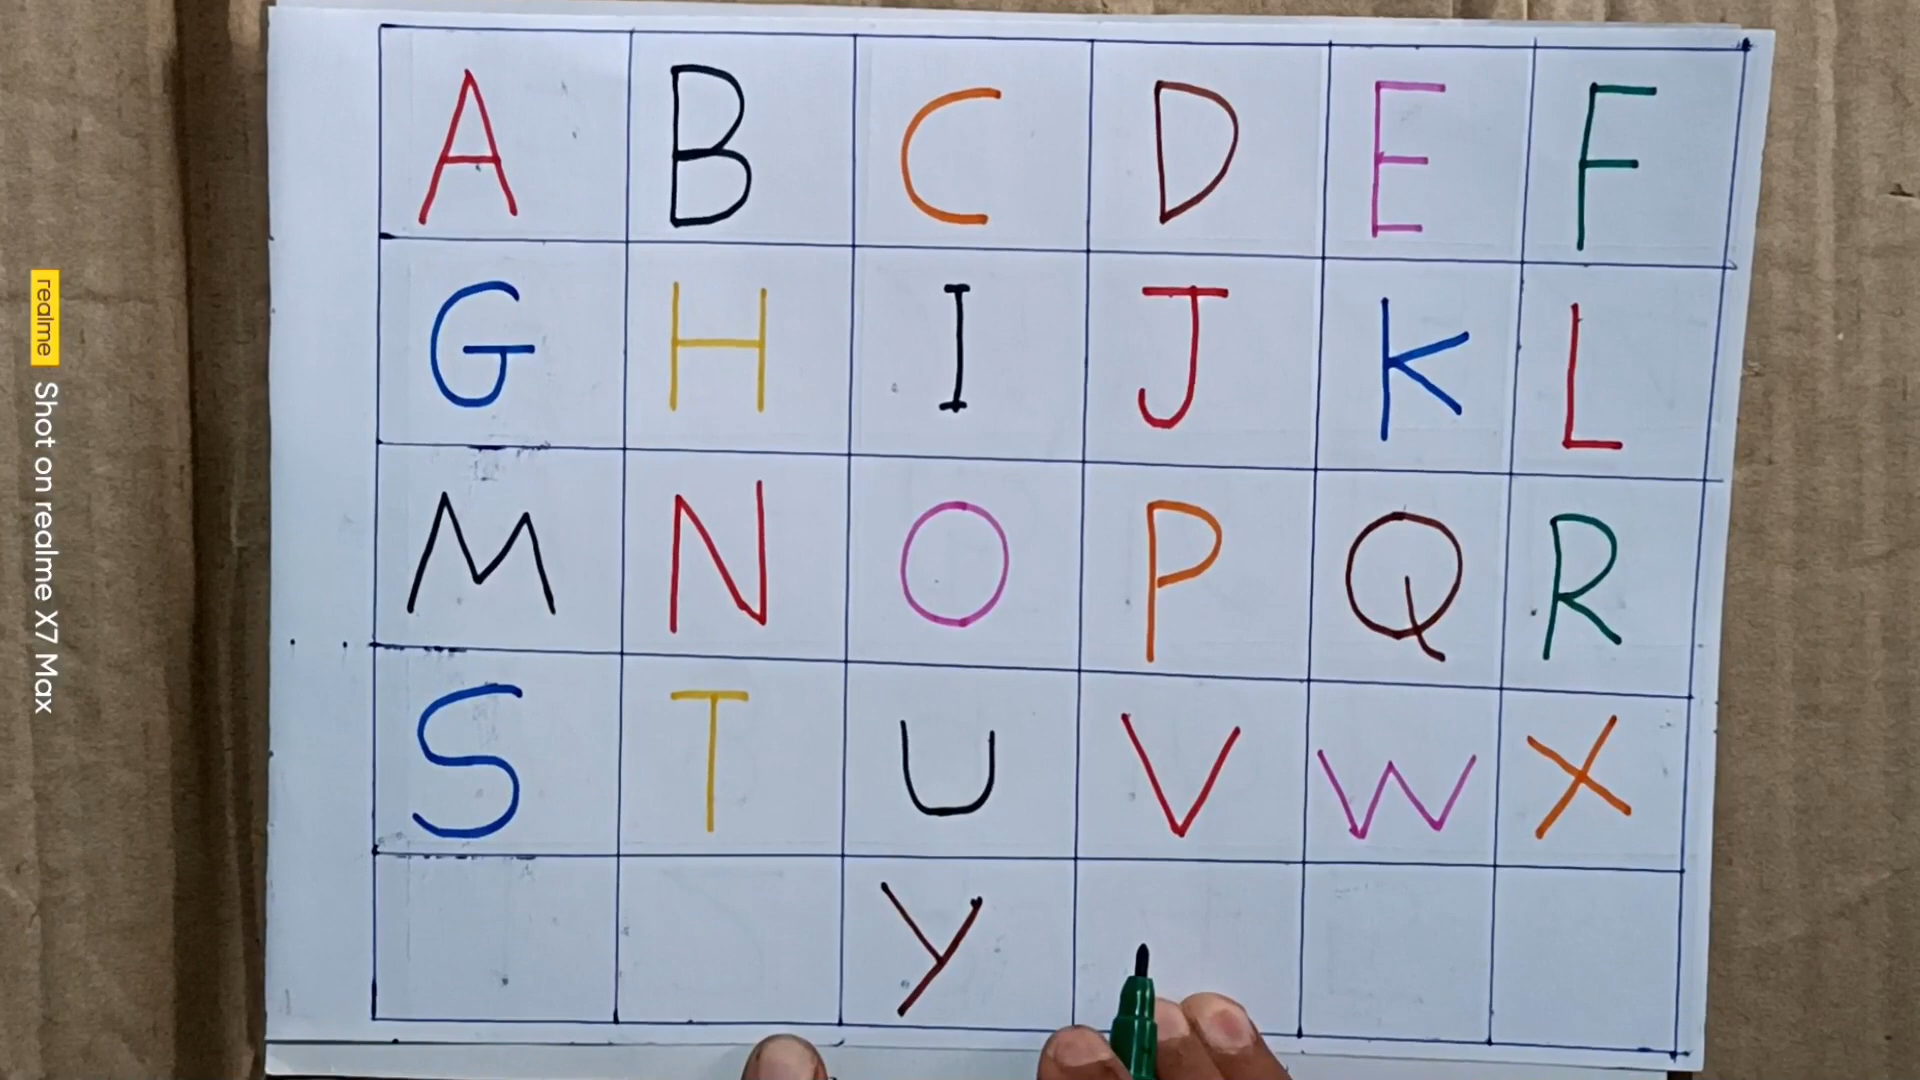 A B C D E F
G H I J K L
M N O P Q R
S T U V W X
Y
realme Shot on realme X7 Max